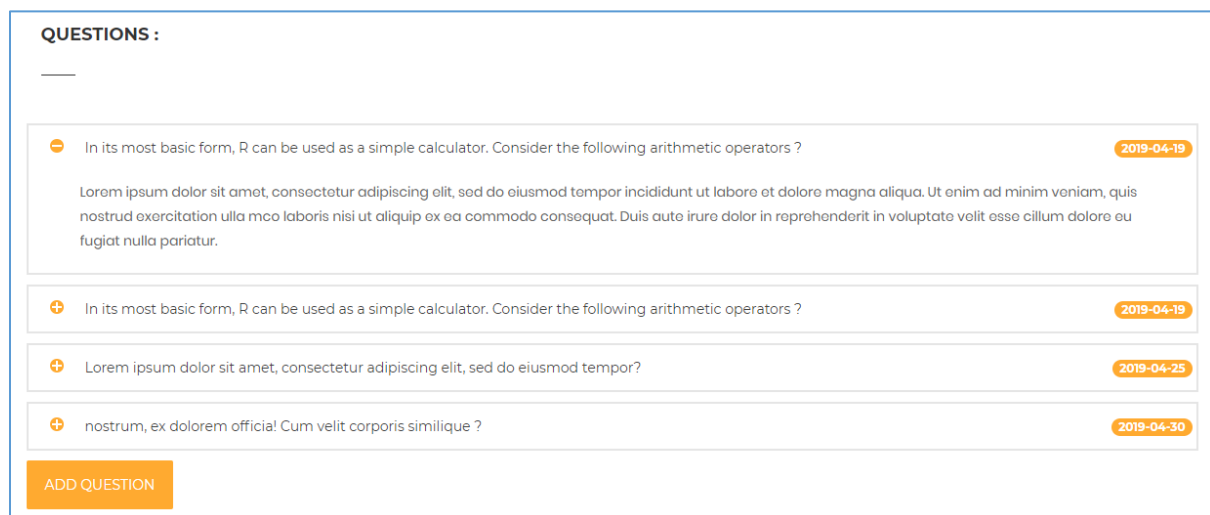 QUESTIONS :
In its most basic form, R can be used as a simple calculator. Consider the following arithmetic operators ? 2019-04-19
Lorem ipsum dolor sit amet, consectetur adipiscing elit, sed do eiusmod tempor incididunt ut labore et dolore magna aliqua. Ut enim ad minim veniam, quis
nostrud exercitation ulla mco laboris nisi ut aliquip ex ea commodo consequat. Duis aute irure dolor in reprehenderit in voluptate velit esse cillum dolore eu
fugiat nulla pariatur.
In its most basic form, R can be used as a simple calculator. Consider the following arithmetic operators ? 2019-04-19
Lorem ipsum dolor sit amet, consectetur adipiscing elit, sed do eiusmod tempor? 2019-04-25
nostrum, ex dolorem officia! Cum velit corporis similique ? 2019-04-30
ADD QUESTION